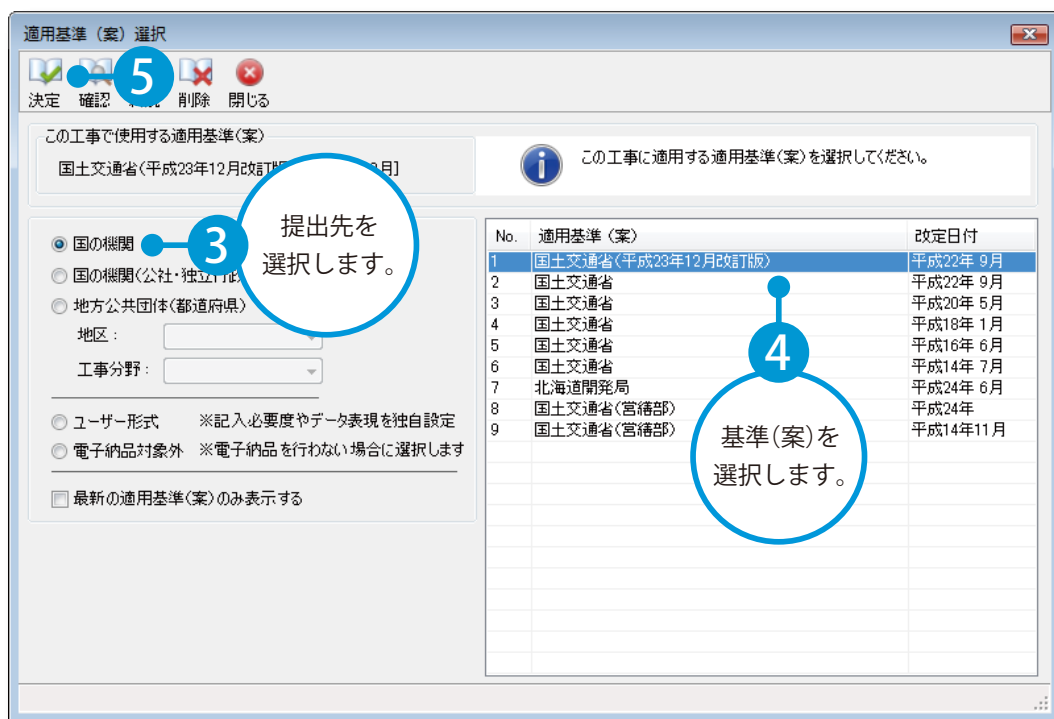 適用基準（案）選択
決定 確認 削除 閉じる
5
この工事で使用する適用基準(案)
国土交通省(平成23年12月改訂版 月]
この工事に適用する適用基準(案)を選択してください。
国の機関
3
提出先を
選択します。
国の機関(公社・独立行政
地方公共団体(都道府県)
地区：
工事分野：
ユーザー形式 ※記入必要度やデータ表現を独自設定
電子納品対象外 ※電子納品を行わない場合に選択します
最新の適用基準(案)のみ表示する
No. 適用基準（案） 改定日付
1 国土交通省(平成23年12月改訂版) 平成22年 9月
2 国土交通省 平成22年 9月
3 国土交通省 平成20年 5月
4 国土交通省 平成18年 1月
5 国土交通省 平成16年 6月
6 国土交通省 平成14年 7月
7 北海道開発局 平成24年 6月
8 国土交通省(営繕部) 平成24年
9 国土交通省(営繕部) 平成14年11月
4
基準(案)を
選択します。